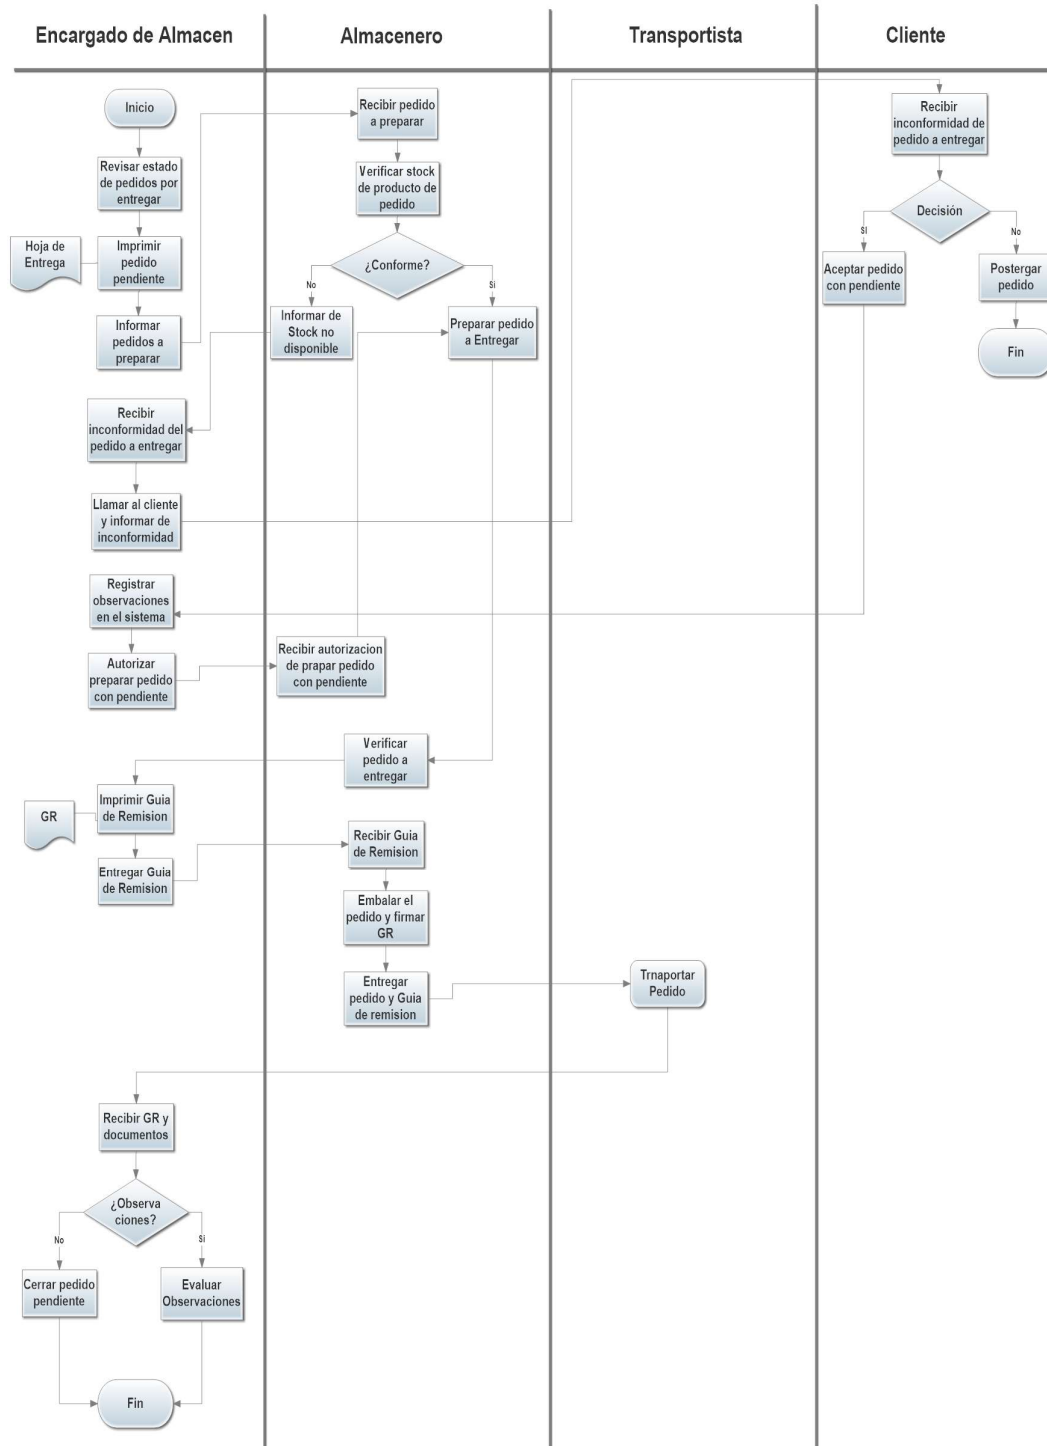 Encargado de Almacen
Almacenero
Transportista
Cliente
Inicio
Revisar estado
de pedidos por
entregar
Hoja de
Entrega
Imprimir
pedido
pendiente
Informar
pedidos a
preparar
Recibir pedido
a preparar
Verificar stock
de producto de
pedido
¿Conforme?
No
Si
Informar de
Stock no
disponible
Preparar pedido
a Entregar
Recibir
inconformidad del
pedido a entregar
Llamar al cliente
y informar de
inconformidad
Recibir
inconformidad de
pedido a entregar
Decisión
SI
No
Aceptar pedido
con pendiente
Postergar
pedido
Fin
Registrar
observaciones
en el sistema
Autorizar
preparar pedido
con pendiente
Recibir autorizacion
de prapar pedido
con pendiente
Verificar
pedido a
entregar
GR
Imprimir Guia
de Remision
Entregar Guia
de Remision
Recibir Guia
de Remision
Embalar el
pedido y firmar
GR
Entregar
pedido y Guia
de remision
Trnaportar
Pedido
Recibir GR y
documentos
¿Observa
ciones?
No
Si
Cerrar pedido
pendiente
Evaluar
Observaciones
Fin